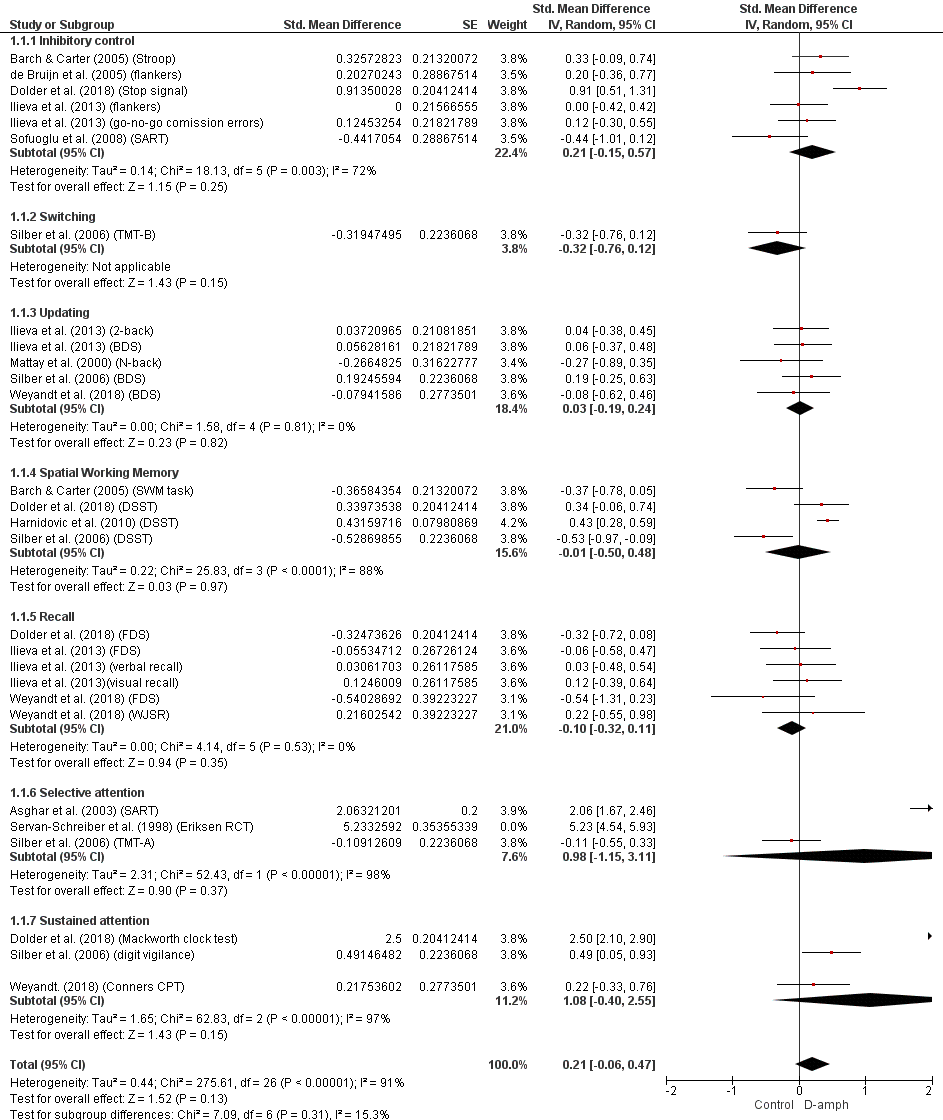 Std. Mean Difference Std. Mean Difference
Study or Subgroup Std. Mean Difference SE Weight IV, Random, 95% CI IV, Random, 95% CI
1.1.1 Inhibitory control
Barch & Carter (2005) (Stroop) 0.32572823 0.21320072 3.8% 0.33 [-0.09, 0.74]
de Bruijn et al. (2005) (flankers) 0.20270243 0.28867514 3.5% 0.20 [-0.36, 0.77]
Dolder et al. 2018) (Stop signal) 0.91350028 0.20412414 3.8% 0.91 [0.51, 1.31]
Ilieva et al. (2013) (flankers) 0 0.21566555 3.8% 0.00 [-0.42, 0.42]
Ilieva et al. (2013) (go-no-go comission errors) 0.12453254 0.21821789 3.8% 0.12 [-0.30, 0.55]
Sofuoglu et al. (2008) (SART) -0.4417054 0.28867514 3.5% -0.44 [-1.01, 0.12]
Subtotal (95% CI) 22.4% 0.21 [-0.15, 0.57]
Heterogeneity: Tau² = 0.14; Chi² = 18.13, df = 5 (P = 0.003); I² = 72%
Test for overall effect: Z = 1.15 (P = 0.25)
1.1.2 Switching
Silber et al. (2006) (TMT-B) -0.31947495 0.2236068 3.8% -0.32 [-0.76, 0.12]
Subtotal (95% CI) 3.8% -0.32 [-0.76, 0.12]
Heterogeneity: Not applicable
Test for overall effect: Z = 1.43 (P = 0.15)
1.1.3 Updating
Ilieva et al. (2013) (2-back) 0.03720965 0.21081851 3.8% 0.04 [-0.38, 0.45]
Ilieva et al. (2013) (BDS) 0.05628161 0.21821789 3.8% 0.06 [-0.37, 0.48]
Mattay et al. (2000) (N-back) -0.2664825 0.31622777 3.4% -0.27 [-0.89, 0.35]
Silber et al. (2006) (BDS) 0.19245594 0.2236068 3.8% 0.19 [-0.25, 0.63]
Weyandt et al. (2018) (BDS) -0.07941586 0.2773501 3.6% -0.08 [-0.62, 0.46]
Subtotal (95% CI) 18.4% 0.03 [-0.19, 0.24]
Heterogeneity: Tau² = 0.00; Chi² = 1.58, df = 4 (P = 0.81); I² = 0%
Test for overall effect: Z = 0.23 (P = 0.82)
1.1.4 Spatial Working Memory
Barch & Carter (2005) (SWM task) -0.36584354 0.21320072 3.8% -0.37 [-0.78, 0.05]
Dolder et al. (2018) (DSST) 0.33973538 0.20412414 3.8% 0.34 [-0.06, 0.74]
Harnidovic et al. (2010) (DSST) 0.43159716 0.07980869 4.2% 0.43 [0.28, 0.59]
Silber et al. (2006) (DSST) -0.52869855 0.2236068 3.8% -0.53 [-0.97, -0.09]
Subtotal (95% CI) 15.6% -0.01 [-0.50, 0.48]
Heterogeneity: Tau² = 0.22; Chi² = 25.83, df = 3 (P < 0.0001); I² = 88%
Test for overall effect: Z = 0.03 (P = 0.97)
1.1.5 Recall
Dolder et al. (2018) (FDS) -0.32473626 0.20412414 3.8% -0.32 [-0.72, 0.08]
Ilieva et al. (2013) (FDS) -0.05534712 0.26726124 3.6% -0.06 [-0.58, 0.47]
Ilieva et al. (2013) (verbal recall) 0.03061703 0.26117585 3.6% 0.03 [-0.48, 0.54]
Ilieva et al. (2013)(visual recall) 0.1246009 0.26117585 3.6% 0.12 [-0.39, 0.64]
Weyandt et al. (2018) (FDS) -0.54028692 0.39223227 3.1% -0.54 [-1.31, 0.23]
Weyandt et al. (2018) (WJSR) 0.21602542 0.39223227 3.1% 0.22 [-0.55, 0.98]
Subtotal (95% CI) 21.0% -0.10 [-0.32, 0.11]
Heterogeneity: Tau² = 0.00; Chi² = 4.14, df = 5 (P = 0.53); I² = 0%
Test for overall effect: Z = 0.94 (P = 0.35)
1.1.6 Selective attention
Asghar et al. (2003) (SART) 2.06321201 0.2 3.9% 2.06 [1.67, 2.46]
Servan-Schreiber et al. (1998) (Eriksen RCT) 5.2332592 0.35355339 0.0% 5.23 [4.54, 5.93]
Silber et al. (2006) (TMT-A) -0.10912609 0.2236068 3.8% -0.11 [-0.55, 0.33]
Subtotal (95% CI) 7.6% 0.98 [-1.15, 3.11]
Heterogeneity: Tau² = 2.31; Chi² = 52.43, df = 1 (P < 0.00001); I² = 98%
Test for overall effect: Z = 0.90 (P = 0.37)
1.1.7 Sustained attention
Dolder et al. (2018) (Mackworth clock test) 2.5 0.20412414 3.8% 2.50 [2.10, 2.90]
Silber et al. (2006) (digit vigilance) 0.49146482 0.2236068 3.8% 0.49 [0.05, 0.93]
Weyandt. (2018) (Conners CPT) 0.21753602 0.2773501 3.6% 0.22 [-0.33, 0.76]
Subtotal (95% CI) 11.2% 1.08 [-0.40, 2.55]
Heterogeneity: Tau² = 1.65; Chi² = 62.83, df = 2 (P < 0.00001); I² = 97%
Test for overall effect: Z = 1.43 (P = 0.15)
Total (95% CI) 100.0% 0.21 [-0.06, 0.47]
Heterogeneity: Tau² = 0.44; Chi² = 275.61, df = 26 (P < 0.00001); I² = 91%
Test for overall effect: Z = 1.52 (P = 0.13)
Test for subgroup differences: Chi² = 7.09, df = 6 (P = 0.31), I² = 15.3%
-2 -1 0 1 2
Control D-amph